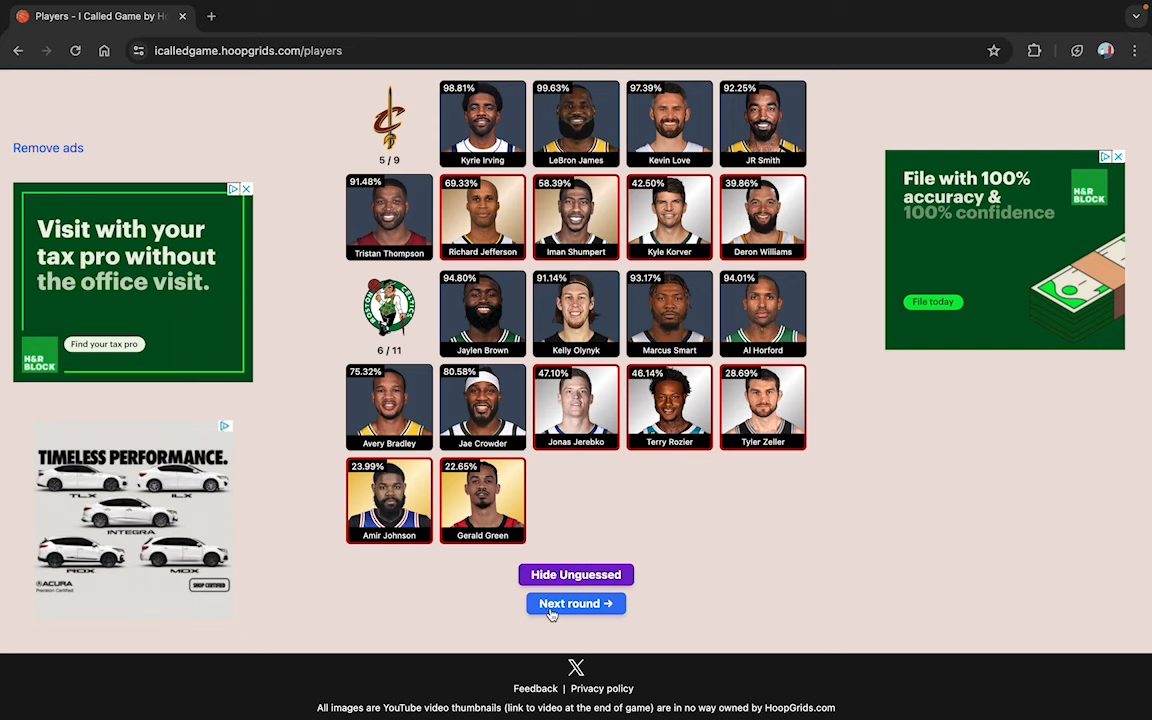 Players - I Called Game by Ho
icalledgame.hoopgrids.com/players
Remove ads
Visit with your
tax pro without
the office visit.
Find your tax pro
H&R
BLOCK
TIMELESS PERFORMANCE.
TLX
ILX
INTEGRA
RDX
MDX
ACURA
Precision Certified
SHOP CERTIFIED
5 / 9
98.81%
Kyrie Irving
99.63%
LeBron James
97.39%
Kevin Love
92.25%
JR Smith
91.48%
Tristan Thompson
69.33%
Richard Jefferson
58.39%
Iman Shumpert
42.50%
Kyle Korver
39.86%
Deron Williams
BOSTON
CELTICS
6 / 11
94.80%
Jaylen Brown
91.14%
Kelly Olynyk
93.17%
Marcus Smart
94.01%
Al Horford
75.32%
Avery Bradley
80.58%
Jae Crowder
47.10%
Jonas Jerebko
46.14%
Terry Rozier
28.69%
Tyler Zeller
23.99%
Amir Johnson
22.65%
Gerald Green
Hide Unguessed
Next round →
File with 100%
accuracy &
100% confidence
H&R
BLOCK
File today
Feedback | Privacy policy
All images are YouTube video thumbnails (link to video at the end of game) are in no way owned by HoopGrids.com